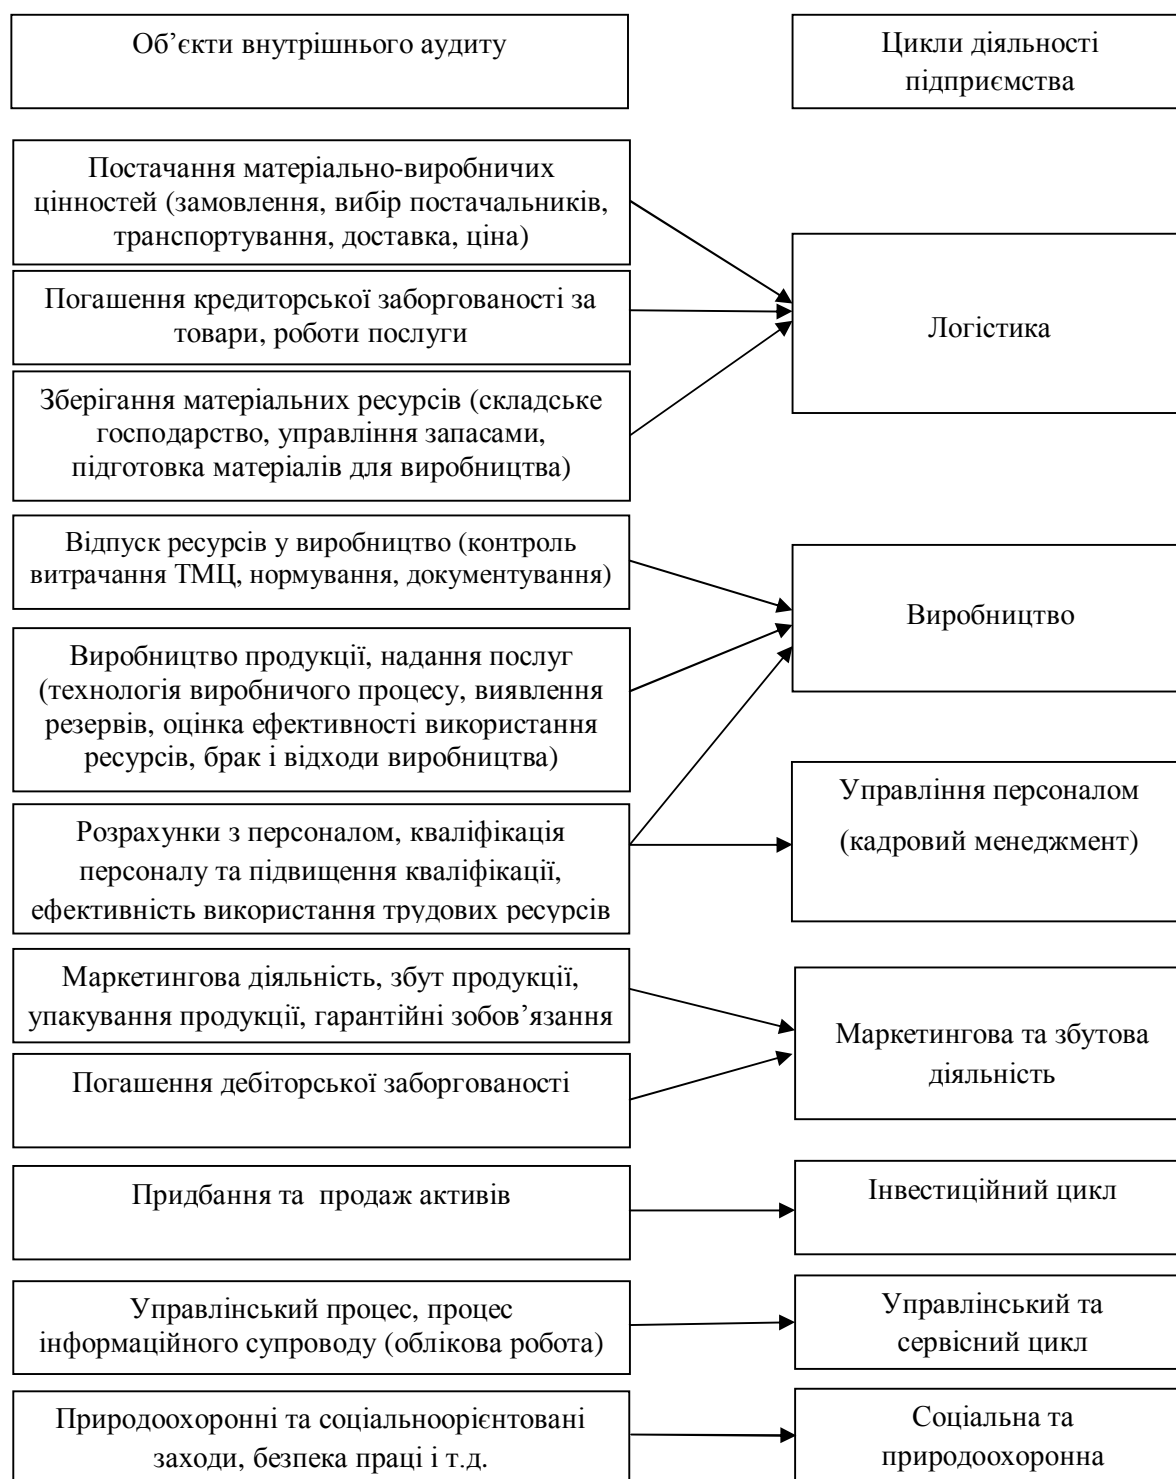 Об’єкти внутрішнього аудиту
Цикли діяльності
підприємства
Постачання матеріально-виробничих
цінностей (замовлення, вибір постачальників,
транспортування, доставка, ціна)
Погашення кредиторської заборгованості за
товари, роботи послуги
Зберігання матеріальних ресурсів (складське
господарство, управління запасами,
підготовка матеріалів для виробництва)
Логістика
Відпуск ресурсів у виробництво (контроль
витрачання ТМЦ, нормування, документування)
Виробництво продукції, надання послуг
(технологія виробничого процесу, виявлення
резервів, оцінка ефективності використання
ресурсів, брак і відходи виробництва)
Виробництво
Розрахунки з персоналом, кваліфікація
персоналу та підвищення кваліфікації,
ефективність використання трудових ресурсів
Управління персоналом
(кадровий менеджмент)
Маркетингова діяльність, збут продукції,
упакування продукції, гарантійні зобов’язання
Погашення дебіторської заборгованості
Маркетингова та збутова
діяльність
Придбання та продаж активів
Інвестиційний цикл
Управлінський процес, процес
інформаційного супроводу (облікова робота)
Управлінський та
сервісний цикл
Природоохоронні та соціальноорієнтовані
заходи, безпека праці і т.д.
Соціальна та
природоохоронна